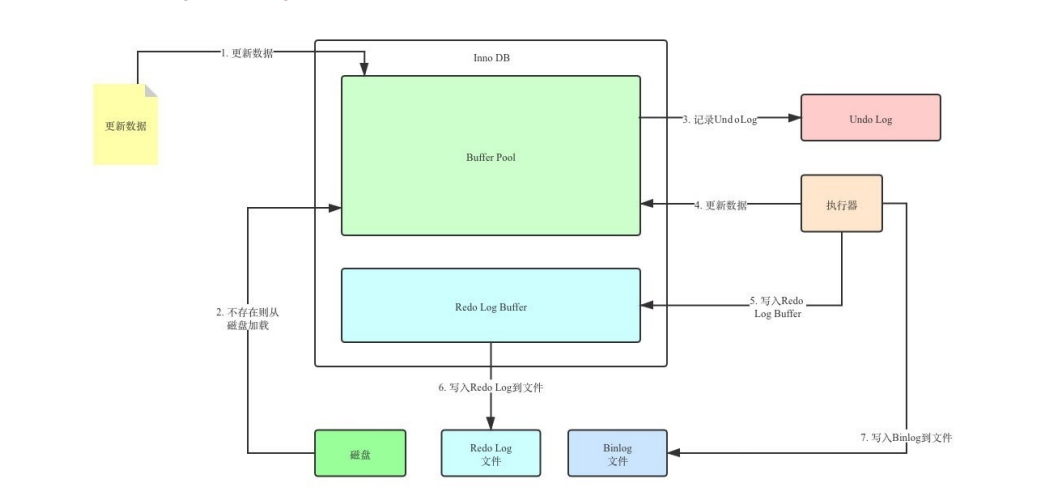 1. 更新数据
Inno DB
更新数据
Buffer Pool
3. 记录UndoLog
Undo Log
4. 更新数据
执行器
2. 不存在则从
磁盘加载
Redo Log Buffer
5. 写入Redo
Log Buffer
6. 写入Redo Log到文件
7. 写入Binlog到文件
磁盘
Redo Log
文件
Binlog
文件